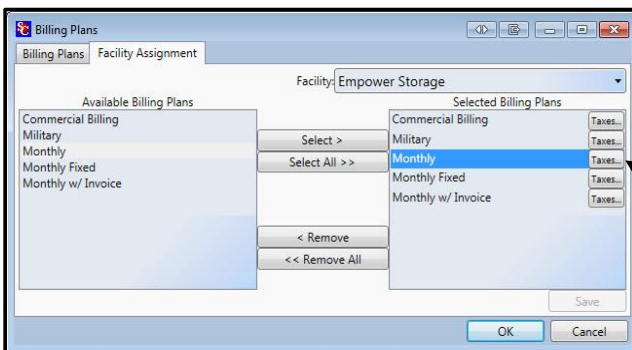 Billing Plans
Billing Plans Facility Assignment
Facility: Empower Storage
Available Billing Plans
Commercial Billing
Military
Monthly
Monthly Fixed
Monthly w/ Invoice
Select >
Select All >>
< Remove
<< Remove All
Selected Billing Plans
Commercial Billing Taxes...
Military Taxes...
Monthly Taxes...
Monthly Fixed Taxes...
Monthly w/ Invoice Taxes...
Save
OK Cancel